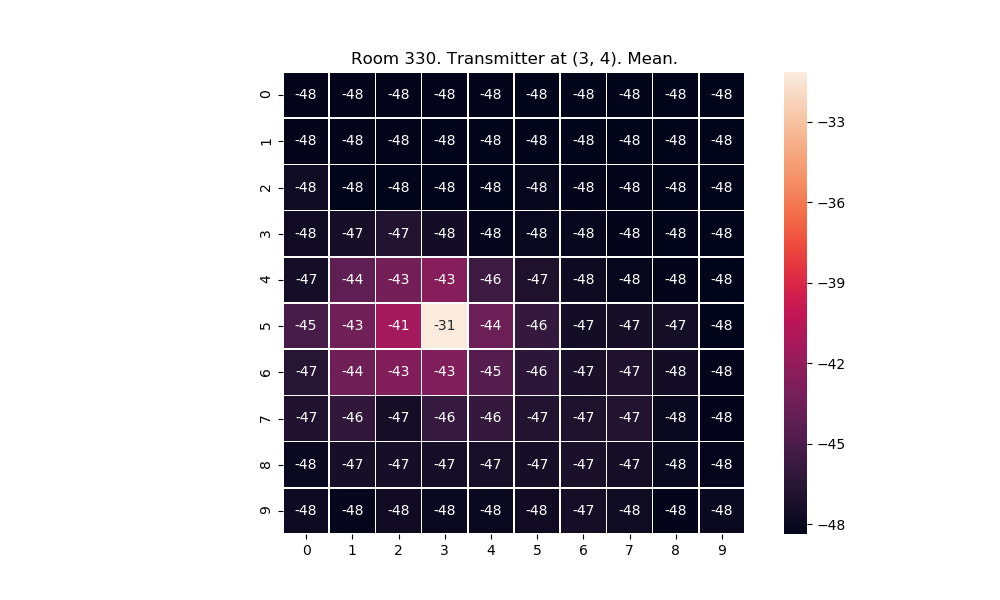 Room 330. Transmitter at (3, 4). Mean.
0 -48 -48 -48 -48 -48 -48 -48 -48 -48 -48
1 -48 -48 -48 -48 -48 -48 -48 -48 -48 -48
2 -48 -48 -48 -48 -48 -48 -48 -48 -48 -48
3 -48 -47 -47 -48 -48 -48 -48 -48 -48 -48
4 -47 -44 -43 -43 -46 -47 -48 -48 -48 -48
5 -45 -43 -41 -31 -44 -46 -47 -47 -47 -48
6 -47 -44 -43 -43 -45 -46 -47 -47 -48 -48
7 -47 -46 -47 -46 -46 -47 -47 -47 -48 -48
8 -48 -47 -47 -47 -47 -47 -47 -47 -48 -48
9 -48 -48 -48 -48 -48 -48 -47 -48 -48 -48
0 1 2 3 4 5 6 7 8 9
−33
−36
−39
−42
−45
−48